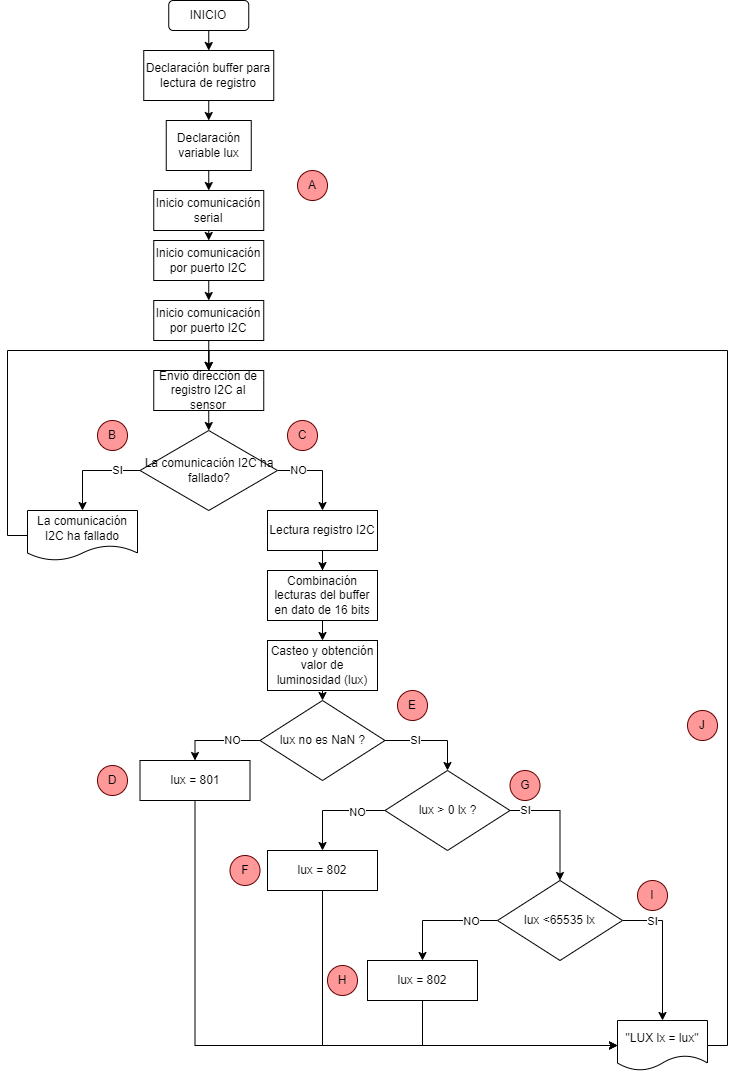 INICIO
Declaración buffer para
lectura de registro
Declaración
variable lux
A
Inicio comunicación
serial
Inicio comunicación
por puerto I2C
Inicio comunicación
por puerto I2C
Envío dirección de
registro I2C al
sensor
B
C
La comunicación I2C ha
fallado?
SI
NO
La comunicación
I2C ha fallado
Lectura registro I2C
Combinación
lecturas del buffer
en dato de 16 bits
Casteo y obtención
valor de
luminosidad (lux)
E
J
lux no es NaN ?
NO
SI
D
lux = 801
G
lux > 0 lx ?
NO
SI
F
lux = 802
I
lux <65535 lx
NO
SI
H
lux = 802
"LUX lx = lux"